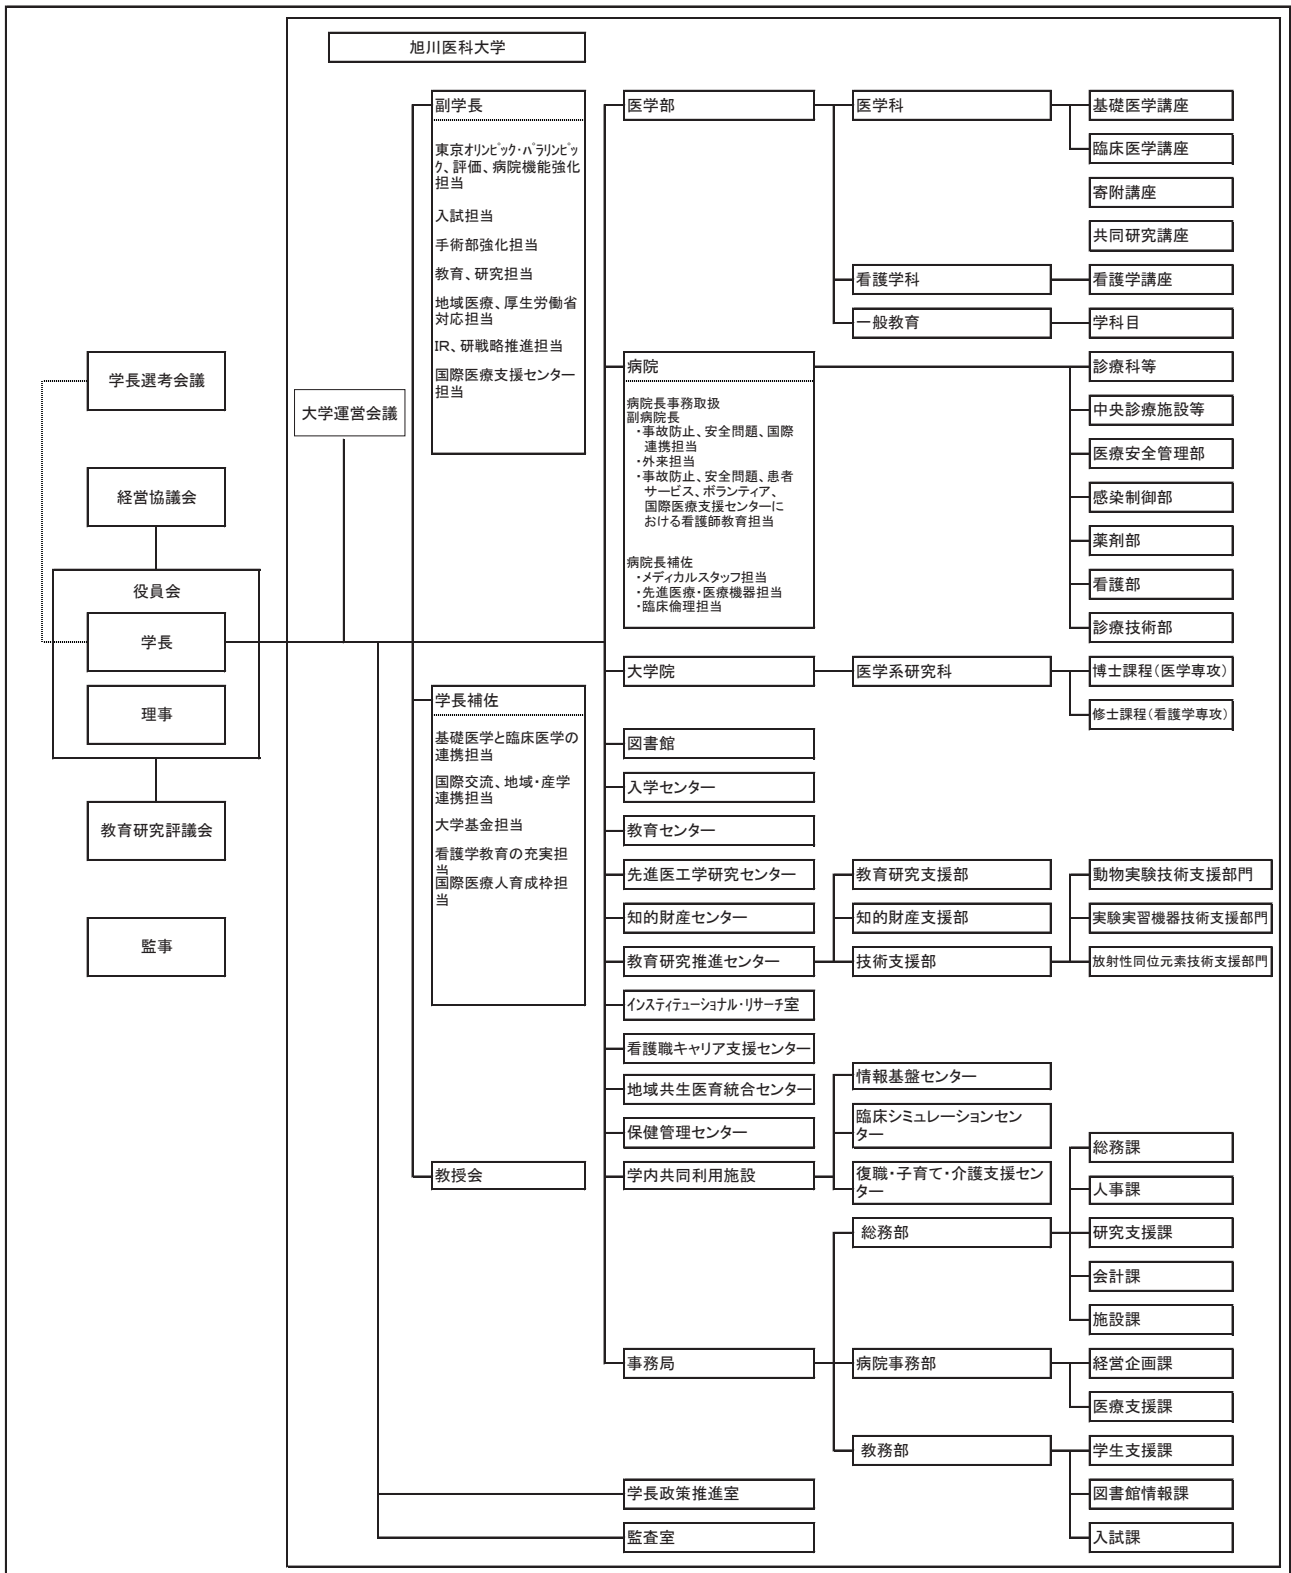 旭川医科大学
学長選考会議
経営協議会
役員会
学長
理事
教育研究評議会
監事
大学運営会議
副学長
東京オリンピック・パラリンピッ
ク、評価、病院機能強化
担当
入試担当
手術部強化担当
教育、研究担当
地域医療、厚生労働省
対応担当
IR、研戦略推進担当
国際医療支援センター
担当
学長補佐
基礎医学と臨床医学の
連携担当
国際交流、地域・産学
連携担当
大学基金担当
看護学教育の充実担
当
国際医療人育成枠担
当
教授会
医学部
医学科
基礎医学講座
臨床医学講座
寄附講座
共同研究講座
看護学科
看護学講座
一般教育
学科目
病院
病院長事務取扱
副病院長
・事故防止、安全問題、国際
連携担当
・外来担当
・事故防止、安全問題、患者
サービス、ボランティア、
国際医療支援センターに
おける看護師教育担当
病院長補佐
・メディカルスタッフ担当
・先進医療・医療機器担当
・臨床倫理担当
診療科等
中央診療施設等
医療安全管理部
感染制御部
薬剤部
看護部
診療技術部
大学院
医学系研究科
博士課程(医学専攻)
修士課程(看護学専攻)
図書館
入学センター
教育センター
先進医工学研究センター
知的財産センター
教育研究推進センター
教育研究支援部
知的財産支援部
技術支援部
動物実験技術支援部門
実験実習機器技術支援部門
放射性同位元素技術支援部門
インスティテューショナル・リサーチ室
看護職キャリア支援センター
地域共生医育統合センター
保健管理センター
学内共同利用施設
情報基盤センター
臨床シミュレーションセン
ター
復職・子育て・介護支援セン
ター
事務局
総務部
総務課
人事課
研究支援課
会計課
施設課
病院事務部
経営企画課
医療支援課
教務部
学生支援課
図書館情報課
入試課
学長政策推進室
監査室